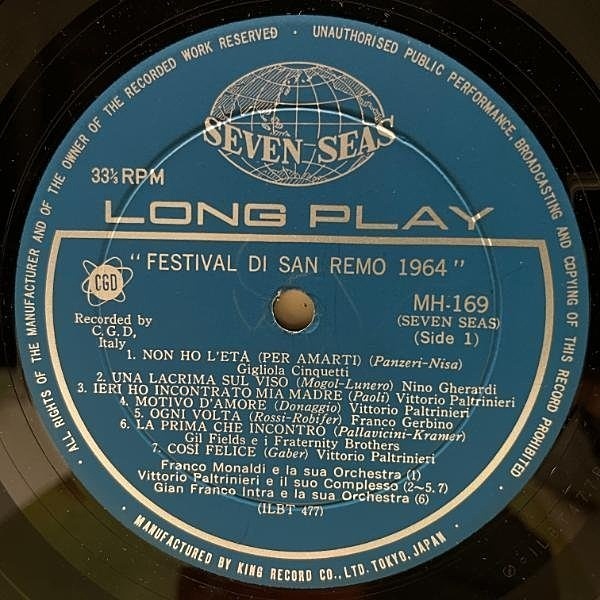 · ALL RIGHTS OF THE MANUFACTURER AND OF THE OWNER OF THE RECORDED WORK RESERVED · UNAUTHORISED PUBLIC PERFORMANCE, BROADCASTING AND COPYING OF THIS RECORD PROHIBITED ·
SEVEN SEAS
33⅓ RPM
LONG PLAY
"FESTIVAL DI SAN REMO 1964"
CGD
MH-169
(SEVEN SEAS)
(Side 1)
Recorded by
C.G.D,
Italy
1. NON HO L'ETÀ (PER AMARTI) (Panzeri-Nisa)
Gigliola Cinquetti
2. UNA LACRIMA SUL VISO (Mogol-Lunero) Nino Gherardi
3. IERI HO INCONTRATO MIA MADRE (Paoli) Vittorio Paltrinieri
4. MOTIVO D'AMORE (Donaggio) Vittorio Paltrinieri
5. OGNI VOLTA (Rossi-Robifer) Franco Gerbino
6. LA PRIMA CHE INCONTRO (Pallavicini-Kramer)
Gil Fields e i Fraternity Brothers
7. COSÌ FELICE (Gaber) Vittorio Paltrinieri
Franco Monaldi e la sua Orchestra (1)
Vittorio Paltrinieri e il suo Complesso (2~5.7)
Gian Franco Intra e la sua Orchestra (6)
(ILBT 477)
· MANUFACTURED BY KING RECORD CO., LTD. TOKYO, JAPAN ·